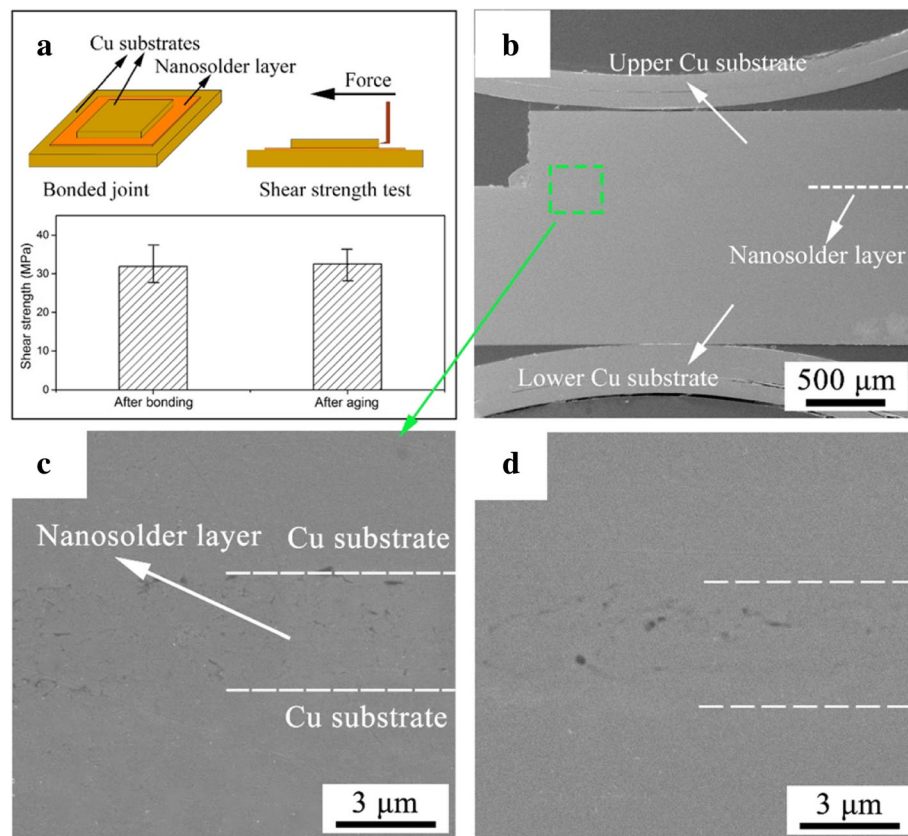 a
Cu substrates
Nanosolder layer
Force
Bonded joint
Shear strength test
Shear strength (MPa)
40
30
20
10
0
After bonding
After aging
b
Upper Cu substrate
Nanosolder layer
Lower Cu substrate
500 μm
c
Nanosolder layer
Cu substrate
Cu substrate
3 μm
d
3 μm